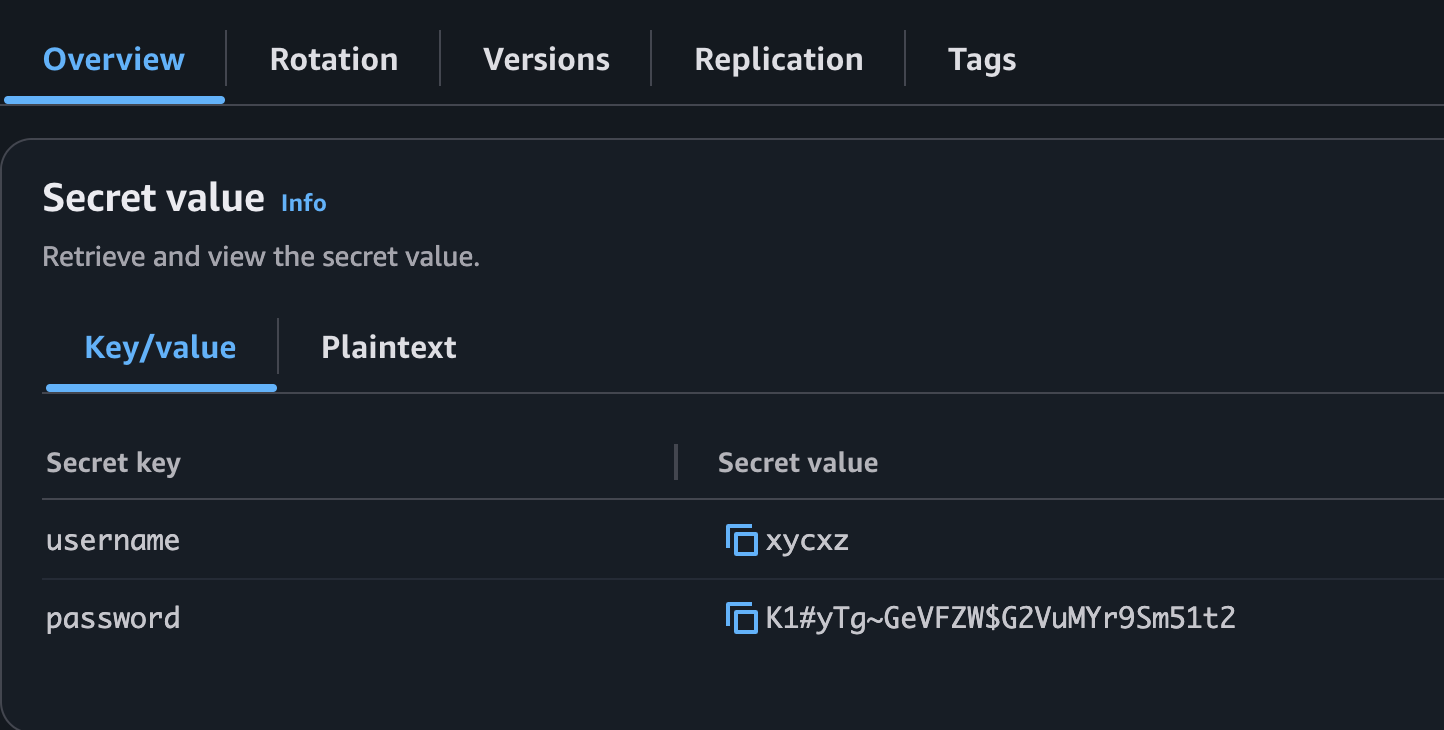 Overview Rotation Versions Replication Tags
Secret value Info
Retrieve and view the secret value.
Key/value Plaintext
Secret key Secret value
username xycxz
password K1#yTg~GeVFZW$G2VuMYr9Sm51t2